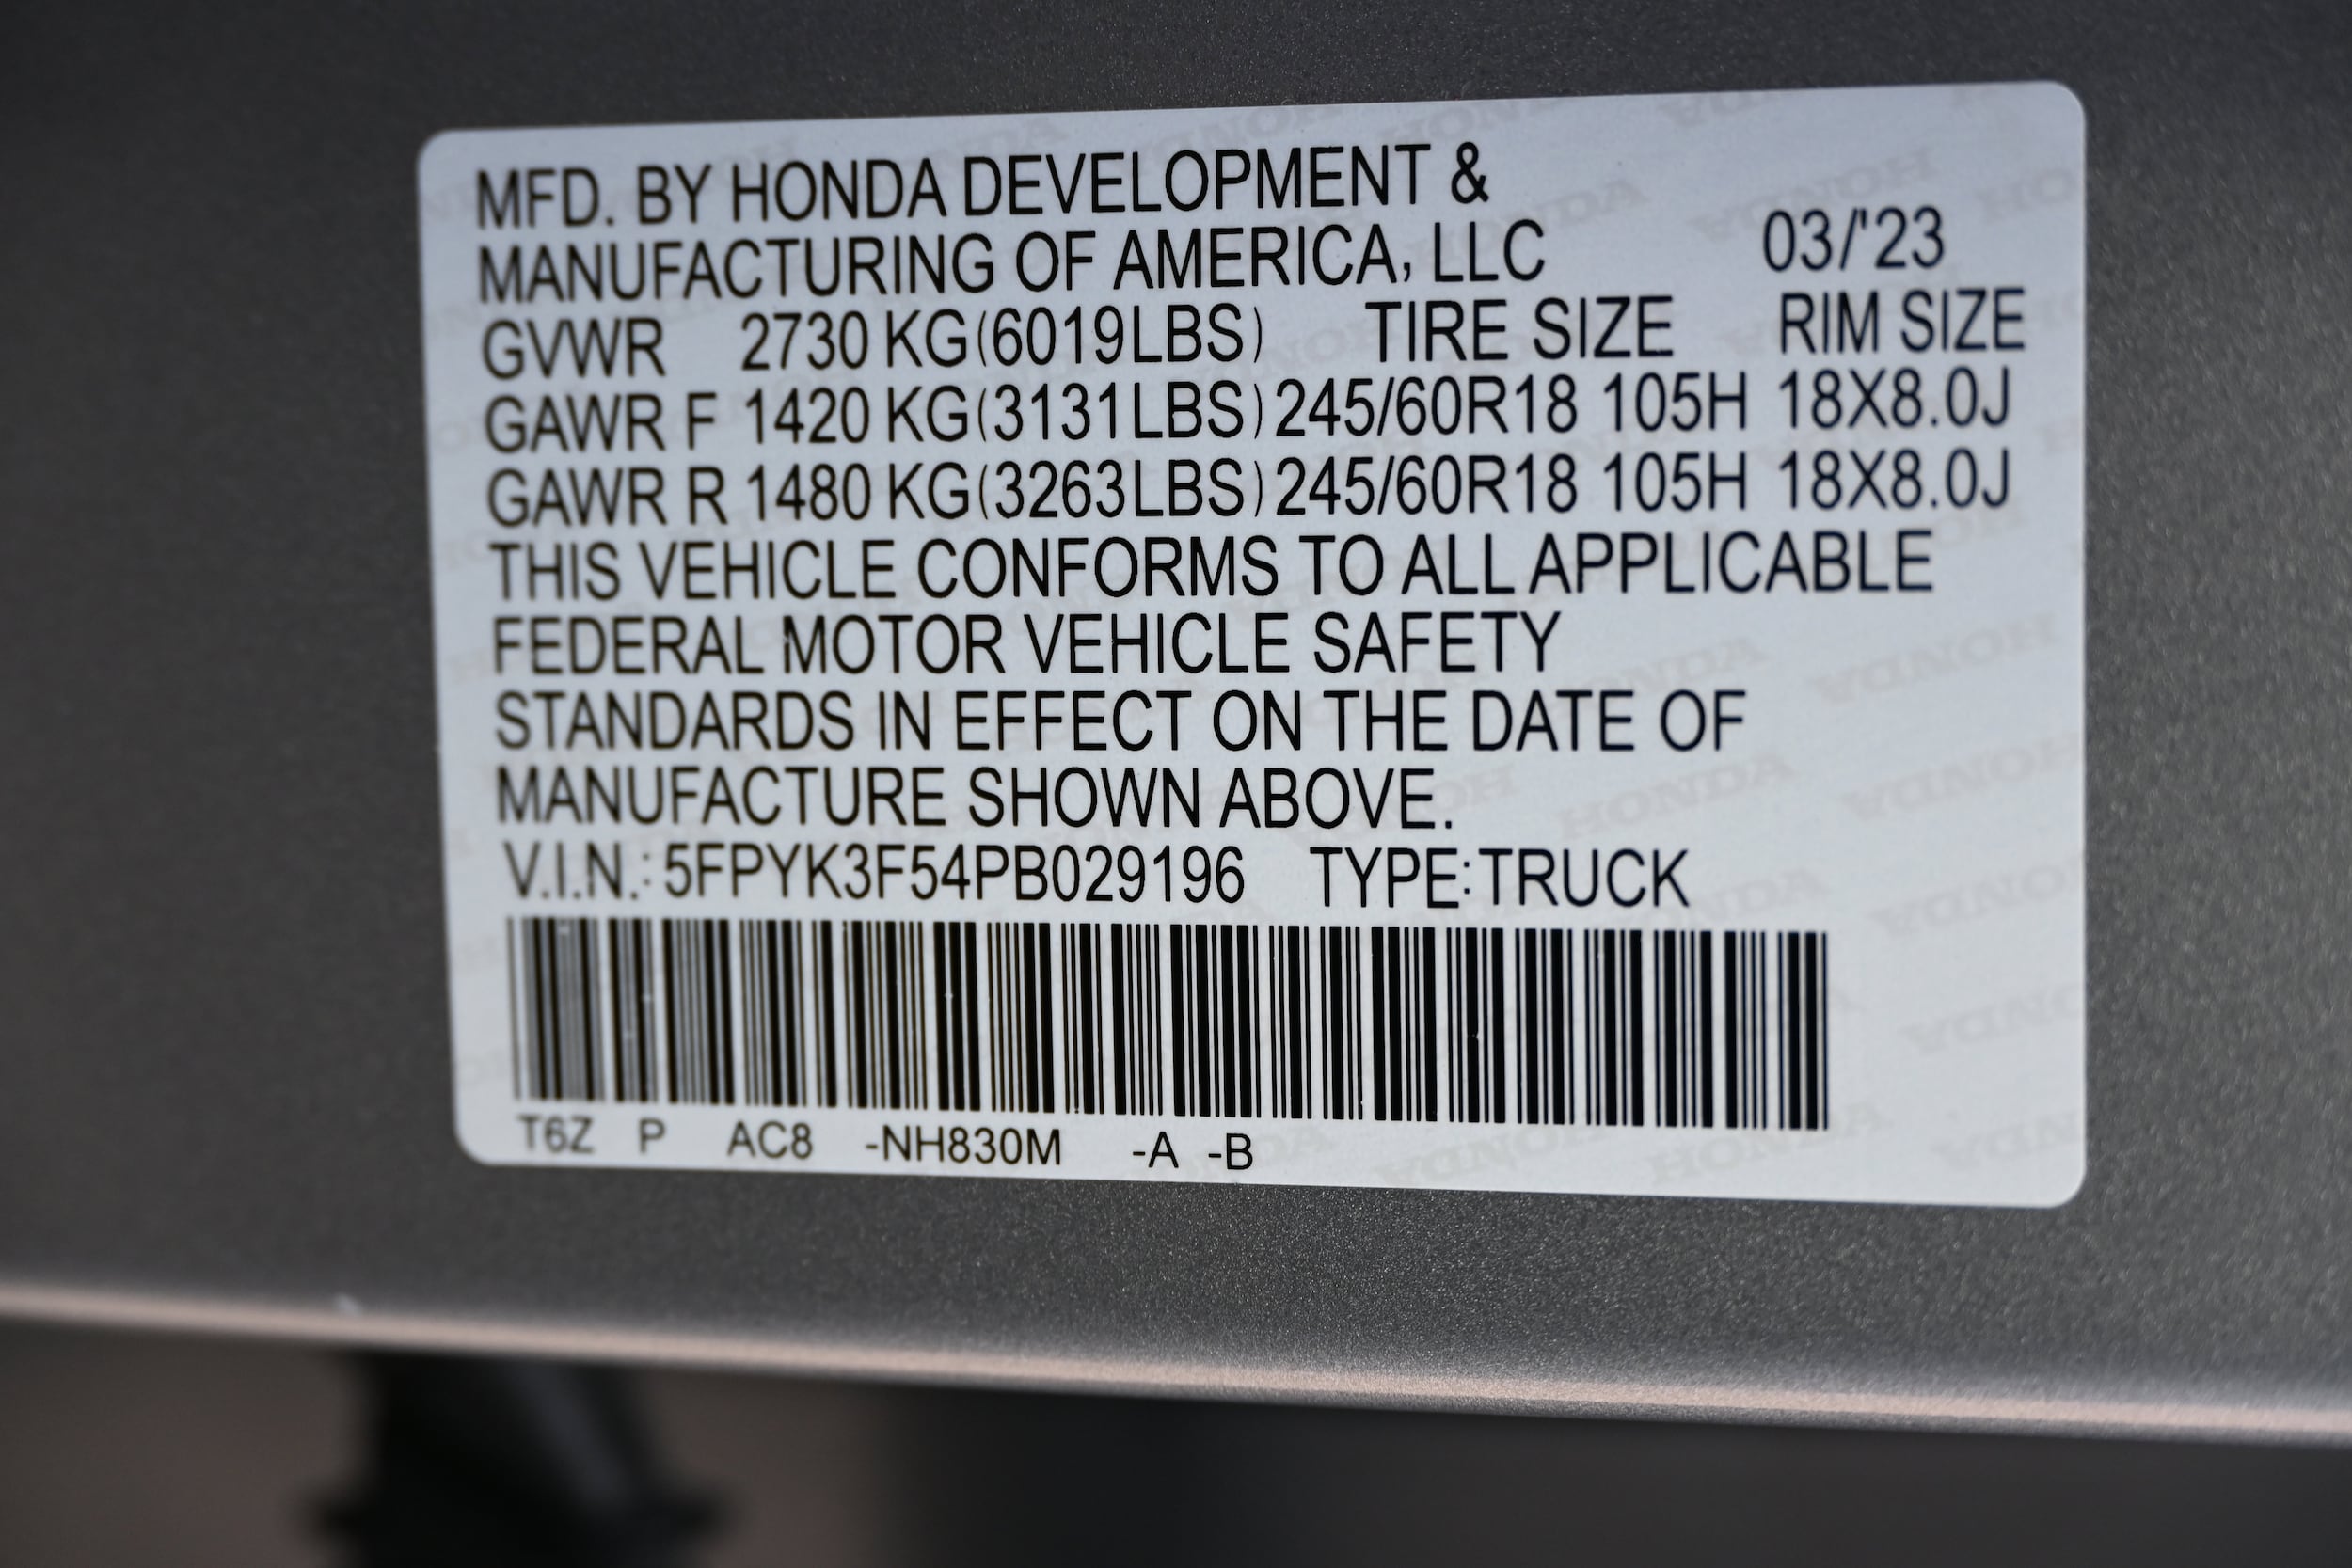 MFD. BY HONDA DEVELOPMENT &
MANUFACTURING OF AMERICA, LLC 03/'23
GVWR 2730 KG(6019LBS) TIRE SIZE RIM SIZE
GAWR F 1420 KG(3131LBS) 245/60R18 105H 18X8.0J
GAWR R 1480 KG(3263LBS) 245/60R18 105H 18X8.0J
THIS VEHICLE CONFORMS TO ALL APPLICABLE
FEDERAL MOTOR VEHICLE SAFETY
STANDARDS IN EFFECT ON THE DATE OF
MANUFACTURE SHOWN ABOVE.
V.I.N.: 5FPYK3F54PB029196 TYPE:TRUCK
T6Z P AC8 -NH830M -A -B